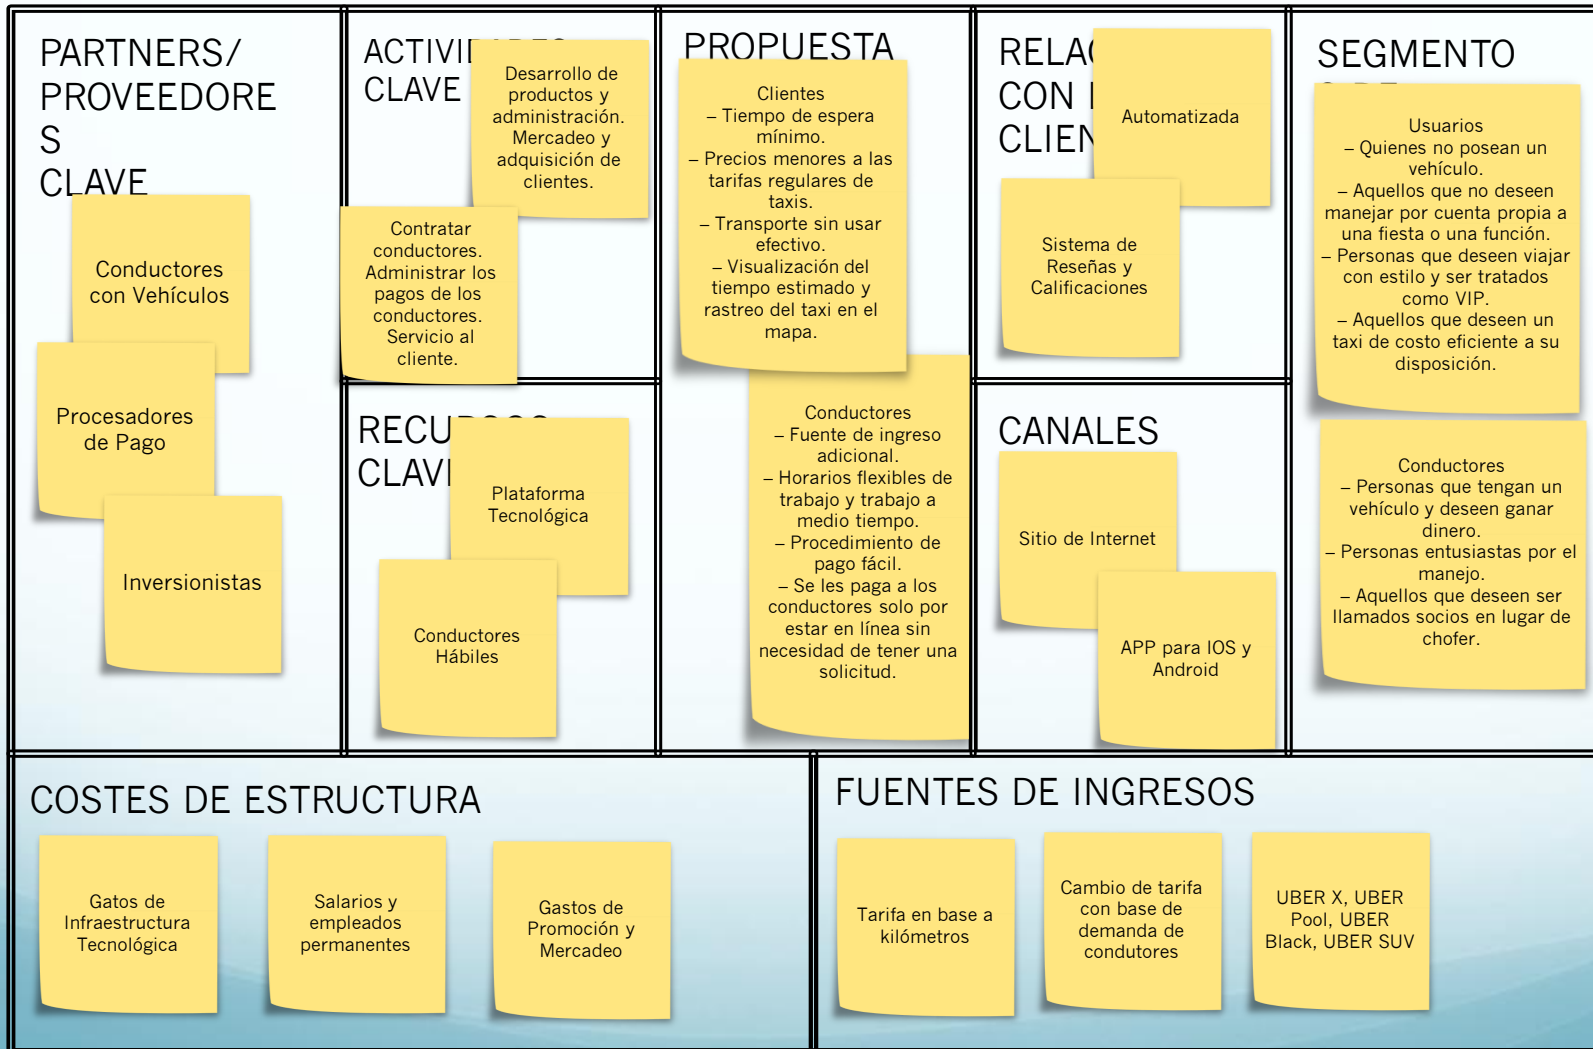 PARTNERS/
PROVEEDORE
S
CLAVE
Conductores
con Vehículos
Procesadores
de Pago
Inversionistas
CLAVE
Desarrollo de
productos y
administración.
Mercadeo y
adquisición de
clientes.
Contratar
conductores.
Administrar los
pagos de los
conductores.
Servicio al
cliente.
Plataforma
Tecnológica
Conductores
Hábiles
PROPUESTA
Clientes
– Tiempo de espera
mínimo.
– Precios menores a las
tarifas regulares de
taxis.
– Transporte sin usar
efectivo.
– Visualización del
tiempo estimado y
rastreo del taxi en el
mapa.
Conductores
– Fuente de ingreso
adicional.
– Horarios flexibles de
trabajo y trabajo a
medio tiempo.
– Procedimiento de
pago fácil.
– Se les paga a los
conductores solo por
estar en línea sin
necesidad de tener una
solicitud.
CON
Automatizada
Sistema de
Reseñas y
Calificaciones
CANALES
Sitio de Internet
APP para IOS y
Android
SEGMENTO
Usuarios
– Quienes no posean un
vehículo.
– Aquellos que no deseen
manejar por cuenta propia a
una fiesta o una función.
– Personas que deseen viajar
con estilo y ser tratados
como VIP.
– Aquellos que deseen un
taxi de costo eficiente a su
disposición.
Conductores
– Personas que tengan un
vehículo y deseen ganar
dinero.
– Personas entusiastas por el
manejo.
– Aquellos que deseen ser
llamados socios en lugar de
chofer.
COSTES DE ESTRUCTURA
Gatos de
Infraestructura
Tecnológica
Salarios y
empleados
permanentes
Gastos de
Promoción y
Mercadeo
FUENTES DE INGRESOS
Tarifa en base a
kilómetros
Cambio de tarifa
con base de
demanda de
condutores
UBER X, UBER
Pool, UBER
Black, UBER SUV